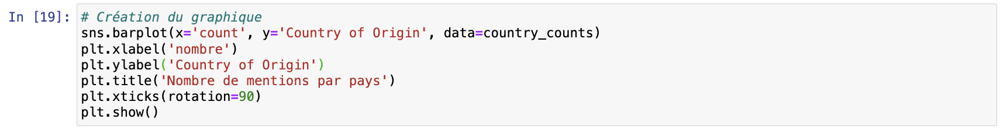 In [19]: # Création du graphique
sns.barplot(x='count', y='Country of Origin', data=country_counts)
plt.xlabel('nombre')
plt.ylabel('Country of Origin')
plt.title('Nombre de mentions par pays')
plt.xticks(rotation=90)
plt.show()